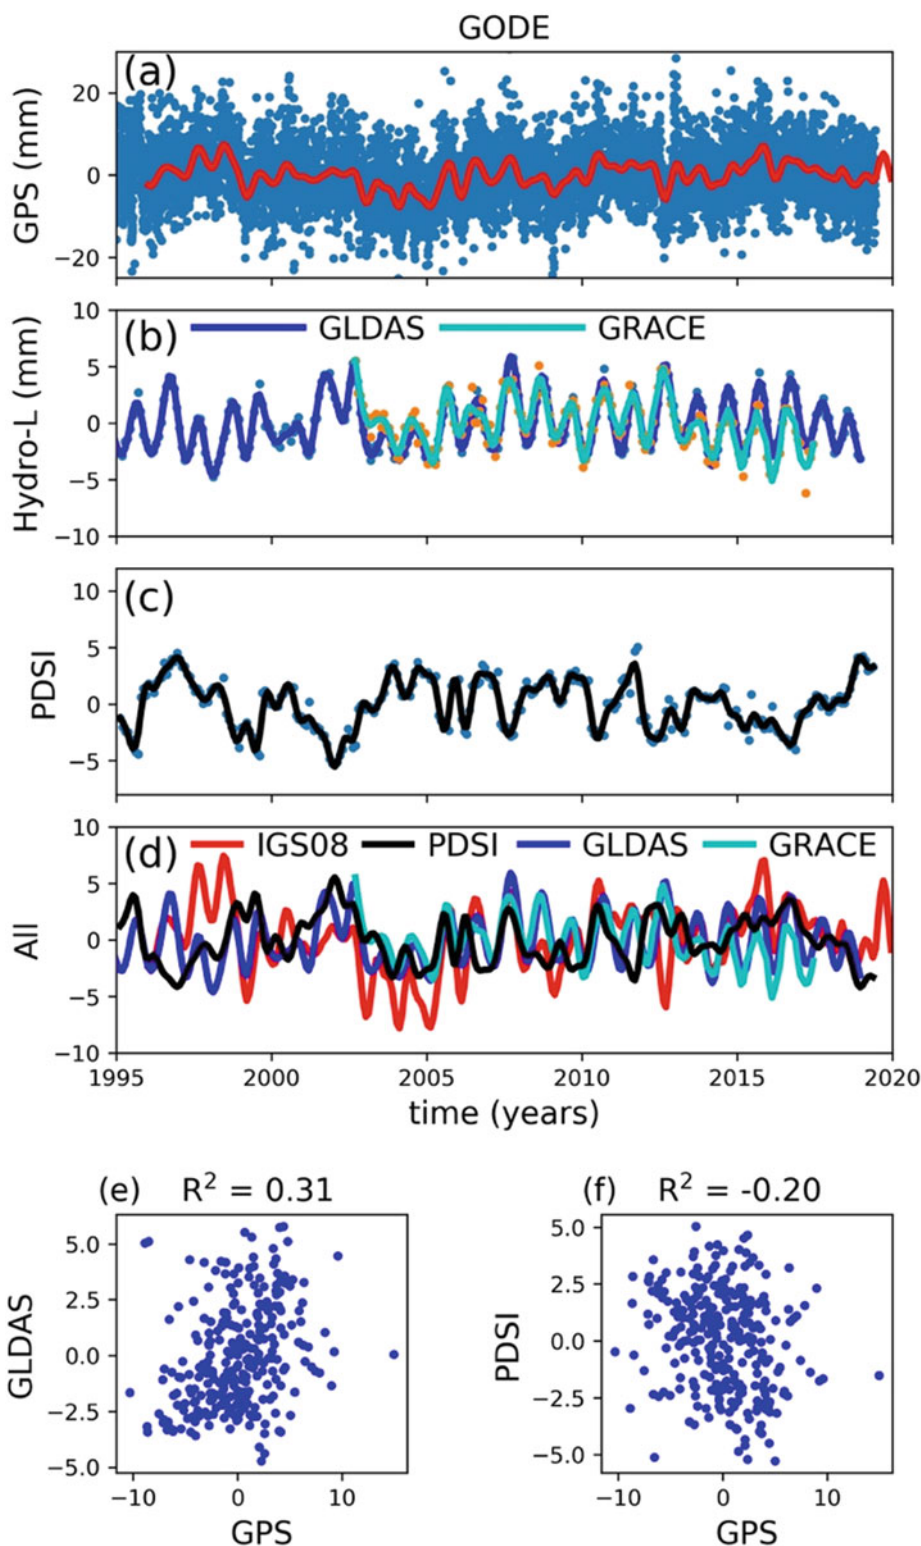 GODE
(a)
GPS (mm)
20
0
−20
(b) GLDAS GRACE
Hydro-L (mm)
10
5
0
−5
−10
(c)
PDSI
10
5
0
−5
(d) IGS08 PDSI GLDAS GRACE
All
10
5
0
−5
−10
1995 2000 2005 2010 2015 2020
time (years)
(e) R² = 0.31
GLDAS
5.0
2.5
0.0
−2.5
−5.0
−10 0 10
GPS
(f) R² = -0.20
PDSI
5.0
2.5
0.0
−2.5
−5.0
−10 0 10
GPS